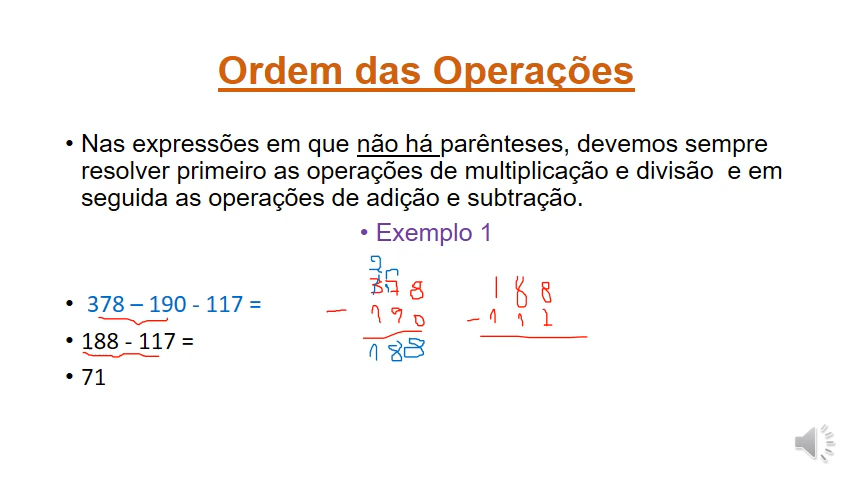 Ordem das Operações
• Nas expressões em que não há parênteses, devemos sempre
resolver primeiro as operações de multiplicação e divisão e em
seguida as operações de adição e subtração.
• Exemplo 1
• 378 – 190 - 117 =
• 188 - 117 =
• 71
2
378
- 190
188
188
- 111